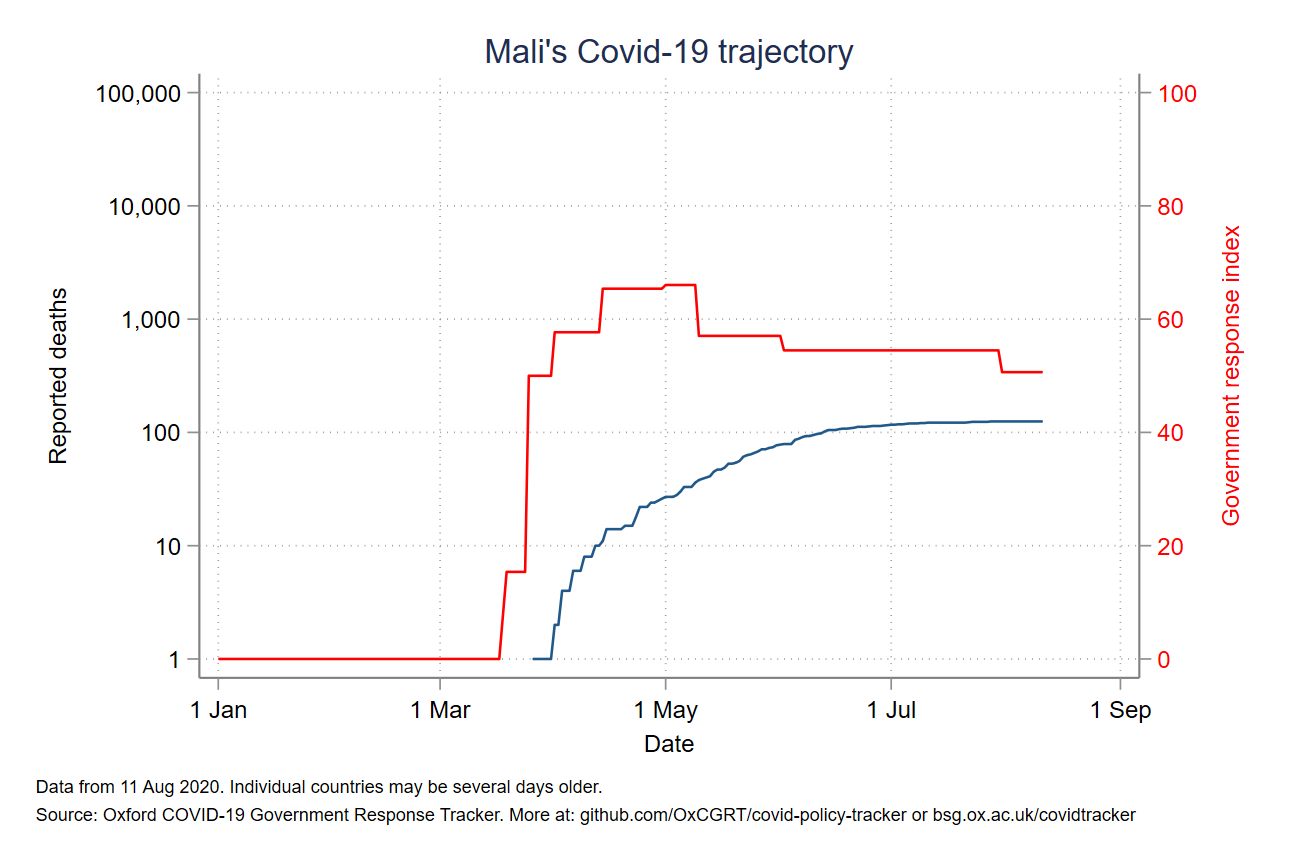 Mali's Covid-19 trajectory
100,000
10,000
1,000
100
10
1
Reported deaths
100
80
60
40
20
0
Government response index
1 Jan
1 Mar
1 May
1 Jul
1 Sep
Date
Data from 11 Aug 2020. Individual countries may be several days older.
Source: Oxford COVID-19 Government Response Tracker. More at: github.com/OxCGRT/covid-policy-tracker or bsg.ox.ac.uk/covidtracker